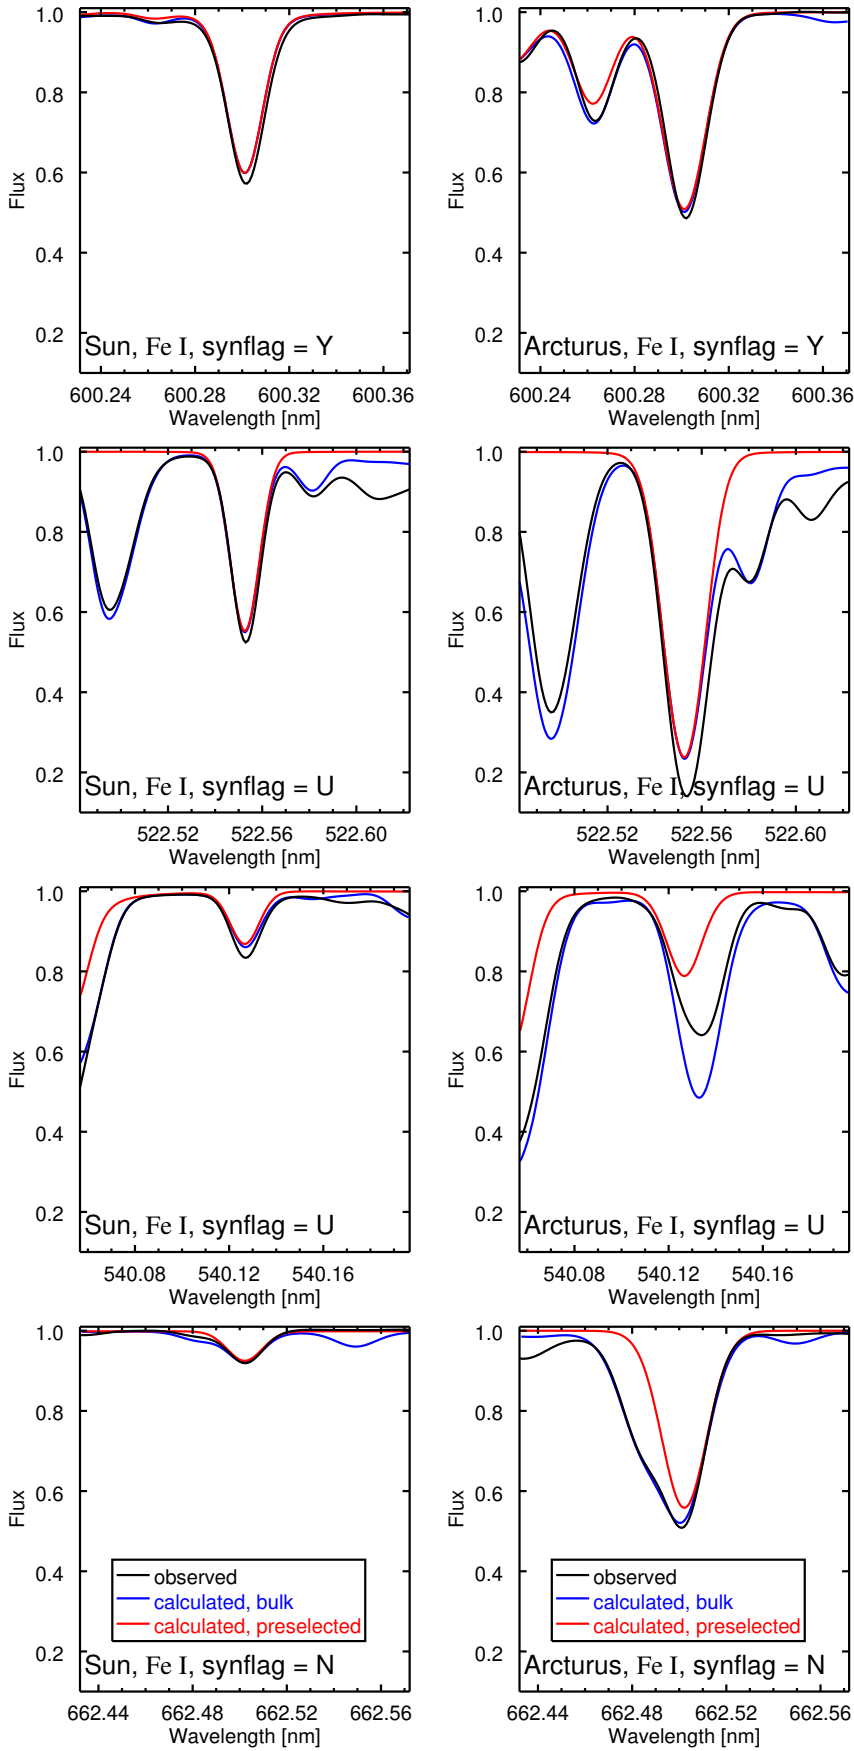 1.0
0.8
0.6
0.4
0.2
Flux
Sun, Fe I, synflag = Y
600.24 600.28 600.32 600.36
Wavelength [nm]
1.0
0.8
0.6
0.4
0.2
Flux
Arcturus, Fe I, synflag = Y
600.24 600.28 600.32 600.36
Wavelength [nm]
1.0
0.8
0.6
0.4
0.2
Flux
Sun, Fe I, synflag = U
522.52 522.56 522.60
Wavelength [nm]
1.0
0.8
0.6
0.4
0.2
Flux
Arcturus, Fe I, synflag = U
522.52 522.56 522.60
Wavelength [nm]
1.0
0.8
0.6
0.4
0.2
Flux
Sun, Fe I, synflag = U
540.08 540.12 540.16
Wavelength [nm]
1.0
0.8
0.6
0.4
0.2
Flux
Arcturus, Fe I, synflag = U
540.08 540.12 540.16
Wavelength [nm]
1.0
0.8
0.6
0.4
0.2
Flux
observed
calculated, bulk
calculated, preselected
Sun, Fe I, synflag = N
662.44 662.48 662.52 662.56
Wavelength [nm]
1.0
0.8
0.6
0.4
0.2
Flux
observed
calculated, bulk
calculated, preselected
Arcturus, Fe I, synflag = N
662.44 662.48 662.52 662.56
Wavelength [nm]